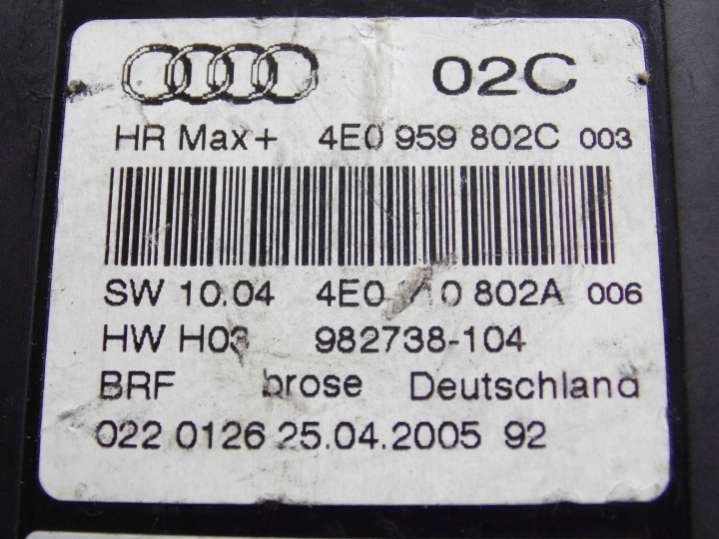 02C
HR Max+ 4E0 959 802C 003
SW 10.04 4E0 802A 006
HW H03 982738-104
BRF brose Deutschland
022 0126 25.04.2005 92